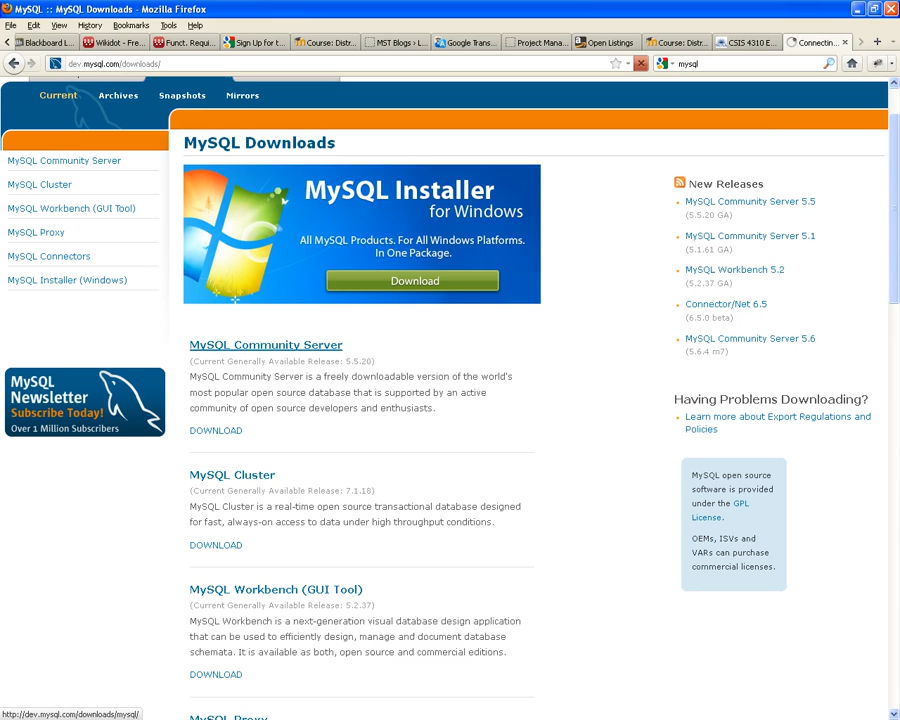 MySQL :: MySQL Downloads - Mozilla Firefox
File Edit View History Bookmarks Tools Help
Blackboard L... Wikidot - Fre... Funct. Requi... Sign Up for t... Course: Distr... MST Blogs › L... Google Trans... Project Mana... Open Listings Course: Distr... CSIS 4310 E... Connectin...
dev.mysql.com/downloads/
mysql
Current Archives Snapshots Mirrors
MySQL Community Server
MySQL Cluster
MySQL Workbench (GUI Tool)
MySQL Proxy
MySQL Connectors
MySQL Installer (Windows)
MySQL
Newsletter
Subscribe Today!
Over 1 Million Subscribers
MySQL Downloads
MySQL Installer
for Windows
All MySQL Products. For All Windows Platforms.
In One Package.
Download
MySQL Community Server
(Current Generally Available Release: 5.5.20)
MySQL Community Server is a freely downloadable version of the world's
most popular open source database that is supported by an active
community of open source developers and enthusiasts.
DOWNLOAD
MySQL Cluster
(Current Generally Available Release: 7.1.18)
MySQL Cluster is a real-time open source transactional database designed
for fast, always-on access to data under high throughput conditions.
DOWNLOAD
MySQL Workbench (GUI Tool)
(Current Generally Available Release: 5.2.37)
MySQL Workbench is a next-generation visual database design application
that can be used to efficiently design, manage and document database
schemata. It is available as both, open source and commercial editions.
DOWNLOAD
MySQL Proxy
New Releases
MySQL Community Server 5.5
(5.5.20 GA)
MySQL Community Server 5.1
(5.1.61 GA)
MySQL Workbench 5.2
(5.2.37 GA)
Connector/Net 6.5
(6.5.0 beta)
MySQL Community Server 5.6
(5.6.4 m7)
Having Problems Downloading?
Learn more about Export Regulations and
Policies
MySQL open source
software is provided
under the GPL
License.
OEMs, ISVs and
VARs can purchase
commercial licenses.
http://dev.mysql.com/downloads/mysql/